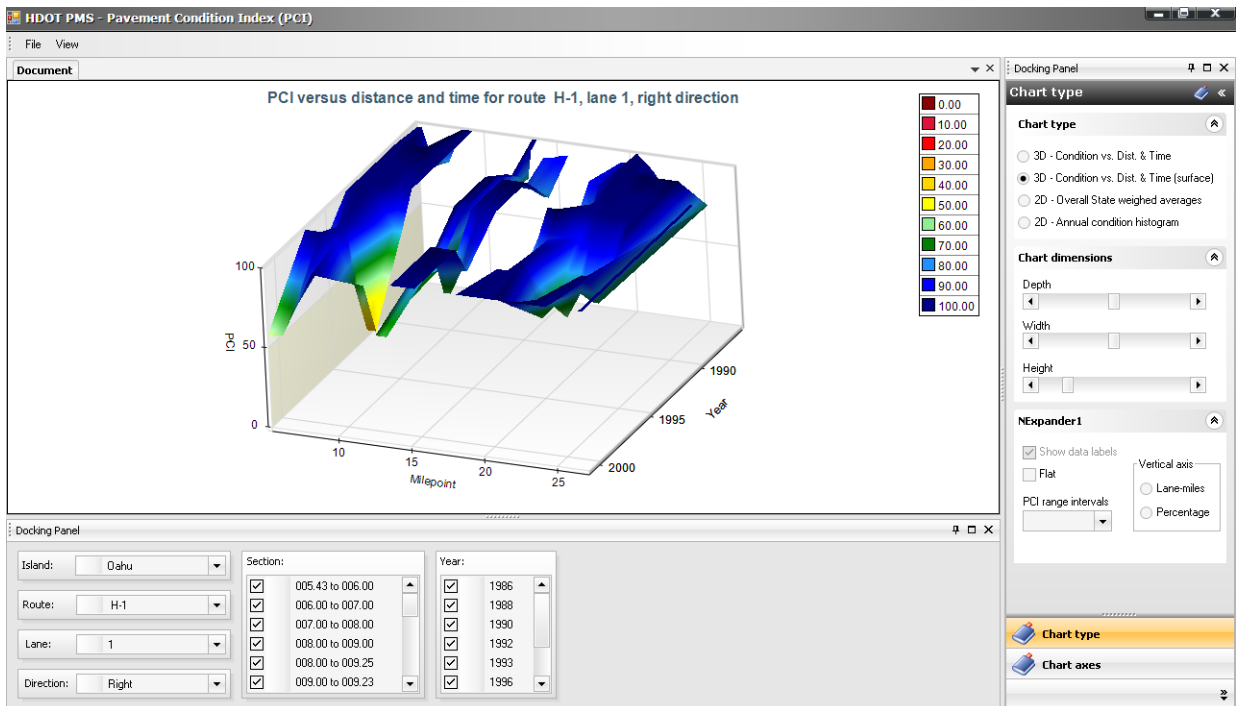 HDOT PMS - Pavement Condition Index (PCI)
File View
Document
PCI versus distance and time for route H-1, lane 1, right direction
0.00
10.00
20.00
30.00
40.00
50.00
60.00
70.00
80.00
90.00
100.00
100
50
0
PCI
10
15
20
25
Milepoint
1990
1995
2000
Year
Docking Panel
Chart type
Chart type
3D - Condition vs. Dist. & Time
3D - Condition vs. Dist. & Time (surface)
2D - Overall State weighed averages
2D - Annual condition histogram
Chart dimensions
Depth
Width
Height
NExpander1
Show data labels
Flat
PCI range intervals
Vertical axis
Lane-miles
Percentage
Chart type
Chart axes
Docking Panel
Island: Oahu
Route: H-1
Lane: 1
Direction: Right
Section:
005.43 to 006.00
006.00 to 007.00
007.00 to 008.00
008.00 to 009.00
008.00 to 009.25
009.00 to 009.23
Year:
1986
1988
1990
1992
1993
1996